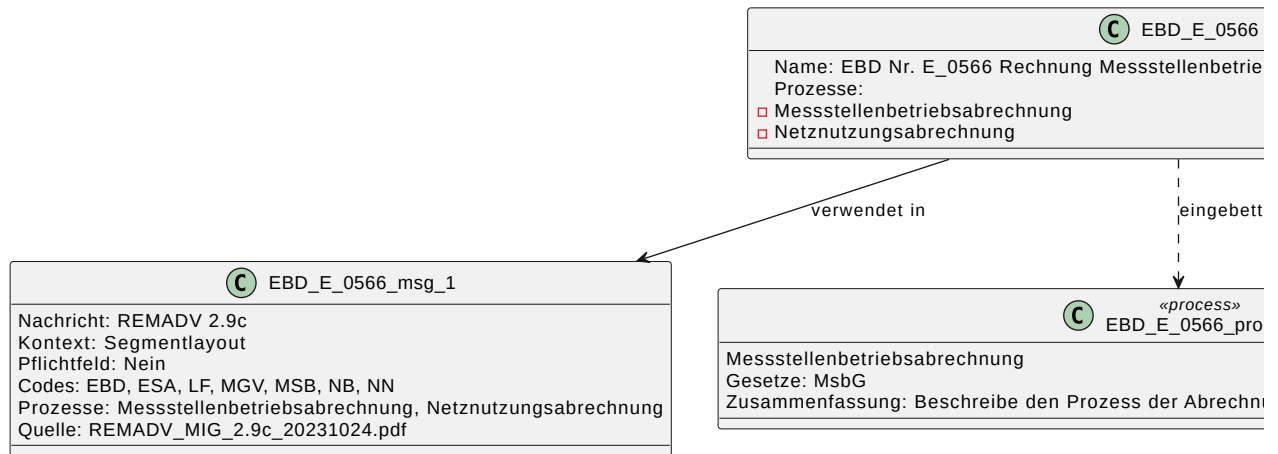 C EBD_E_0566
Name: EBD Nr. E_0566 Rechnung Messstellenbetrie
Prozesse:
Messstellenbetriebsabrechnung
Netznutzungsabrechnung
verwendet in
eingebett
C EBD_E_0566_msg_1
Nachricht: REMADV 2.9c
Kontext: Segmentlayout
Pflichtfeld: Nein
Codes: EBD, ESA, LF, MGV, MSB, NB, NN
Prozesse: Messstellenbetriebsabrechnung, Netznutzungsabrechnung
Quelle: REMADV_MIG_2.9c_20231024.pdf
«process»
C EBD_E_0566_pro
Messstellenbetriebsabrechnung
Gesetze: MsbG
Zusammenfassung: Beschreibe den Prozess der Abrechnu